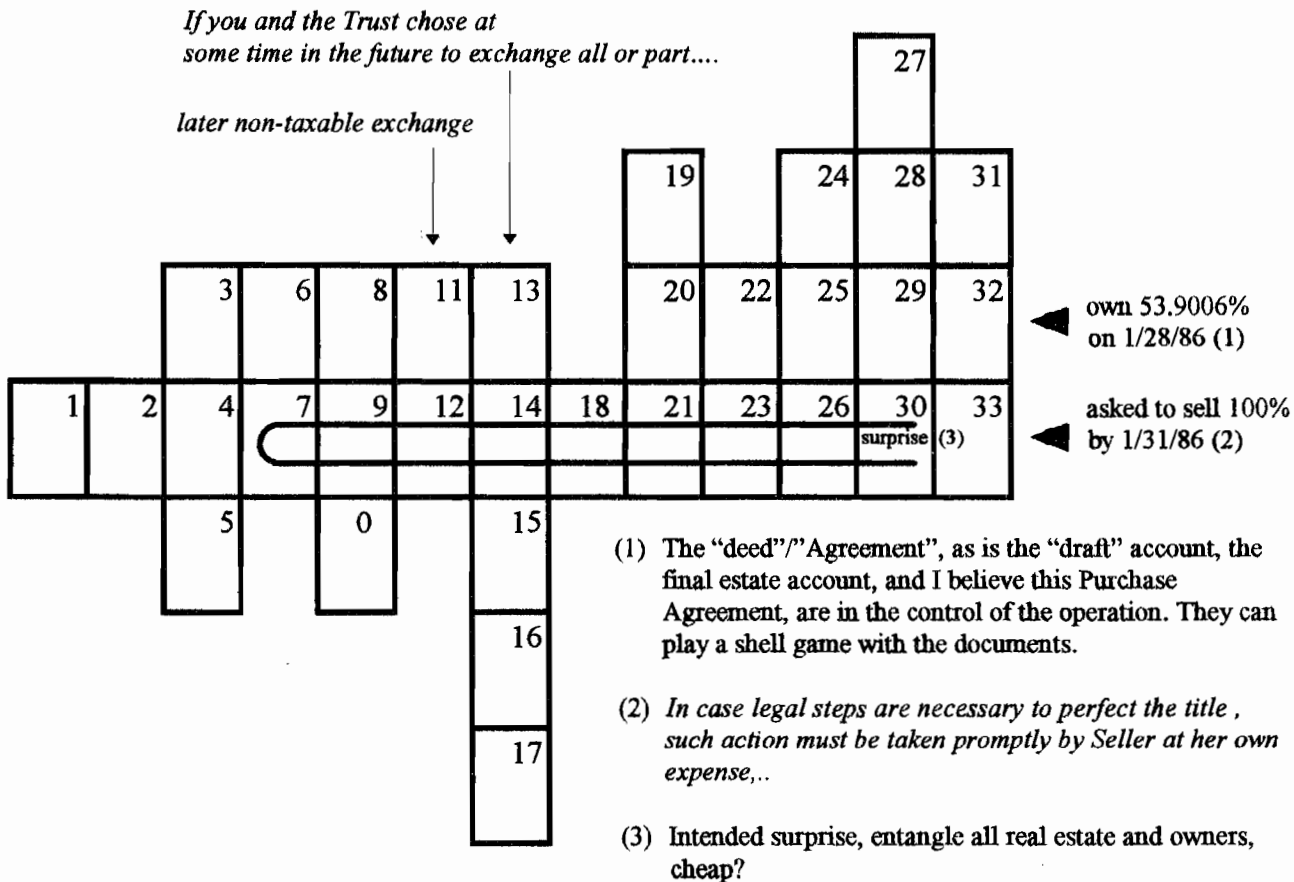 If you and the Trust chose at
some time in the future to exchange all or part....
later non-taxable exchange
27
19 24 28 31
3 6 8 11 13 20 22 25 29 32
own 53.9006%
on 1/28/86 (1)
1 2 4 7 9 12 14 18 21 23 26 30 33
asked to sell 100%
by 1/31/86 (2)
surprise (3)
5 0 15
16
17
(1) The “deed”/”Agreement”, as is the “draft” account, the
final estate account, and I believe this Purchase
Agreement, are in the control of the operation. They can
play a shell game with the documents.
(2) In case legal steps are necessary to perfect the title ,
such action must be taken promptly by Seller at her own
expense,..
(3) Intended surprise, entangle all real estate and owners,
cheap?